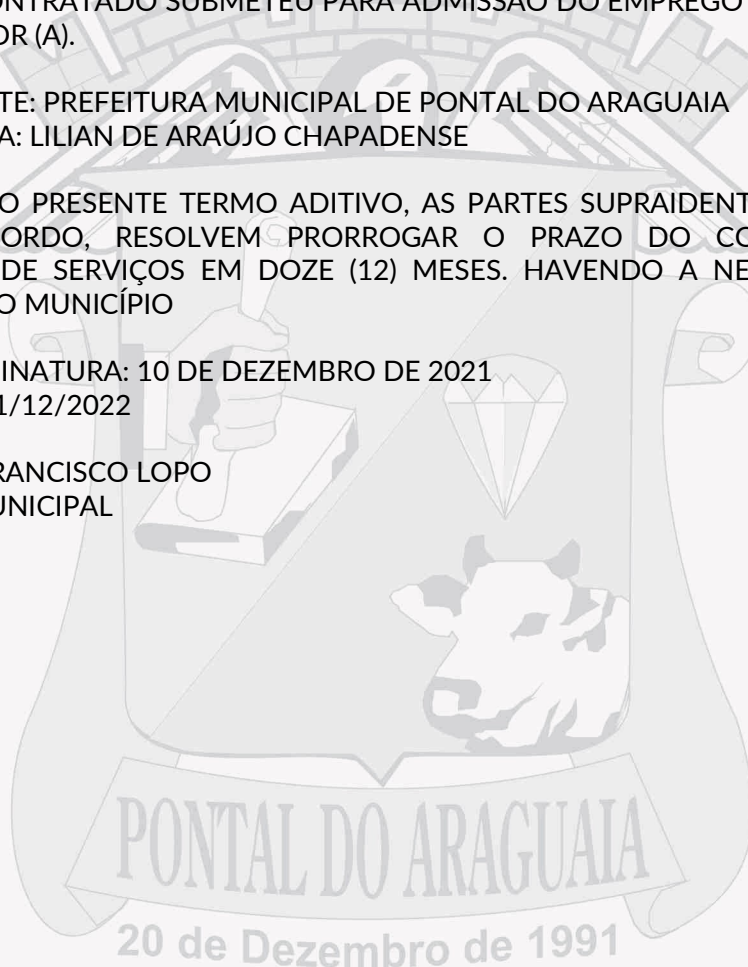 ONTRATADO SUBMETEU PARA ADMISSÃO DO EMPREGO
OR (A).
TE: PREFEITURA MUNICIPAL DE PONTAL DO ARAGUAIA
A: LILIAN DE ARAÚJO CHAPADENSE
O PRESENTE TERMO ADITIVO, AS PARTES SUPRAIDENT
ORDO, RESOLVEM PRORROGAR O PRAZO DO CO
DE SERVIÇOS EM DOZE (12) MESES. HAVENDO A NE
O MUNICÍPIO
INATURA: 10 DE DEZEMBRO DE 2021
1/12/2022
RANCISCO LOPO
UNICIPAL
PONTAL DO ARAGUAIA
20 de Dezembro de 1991